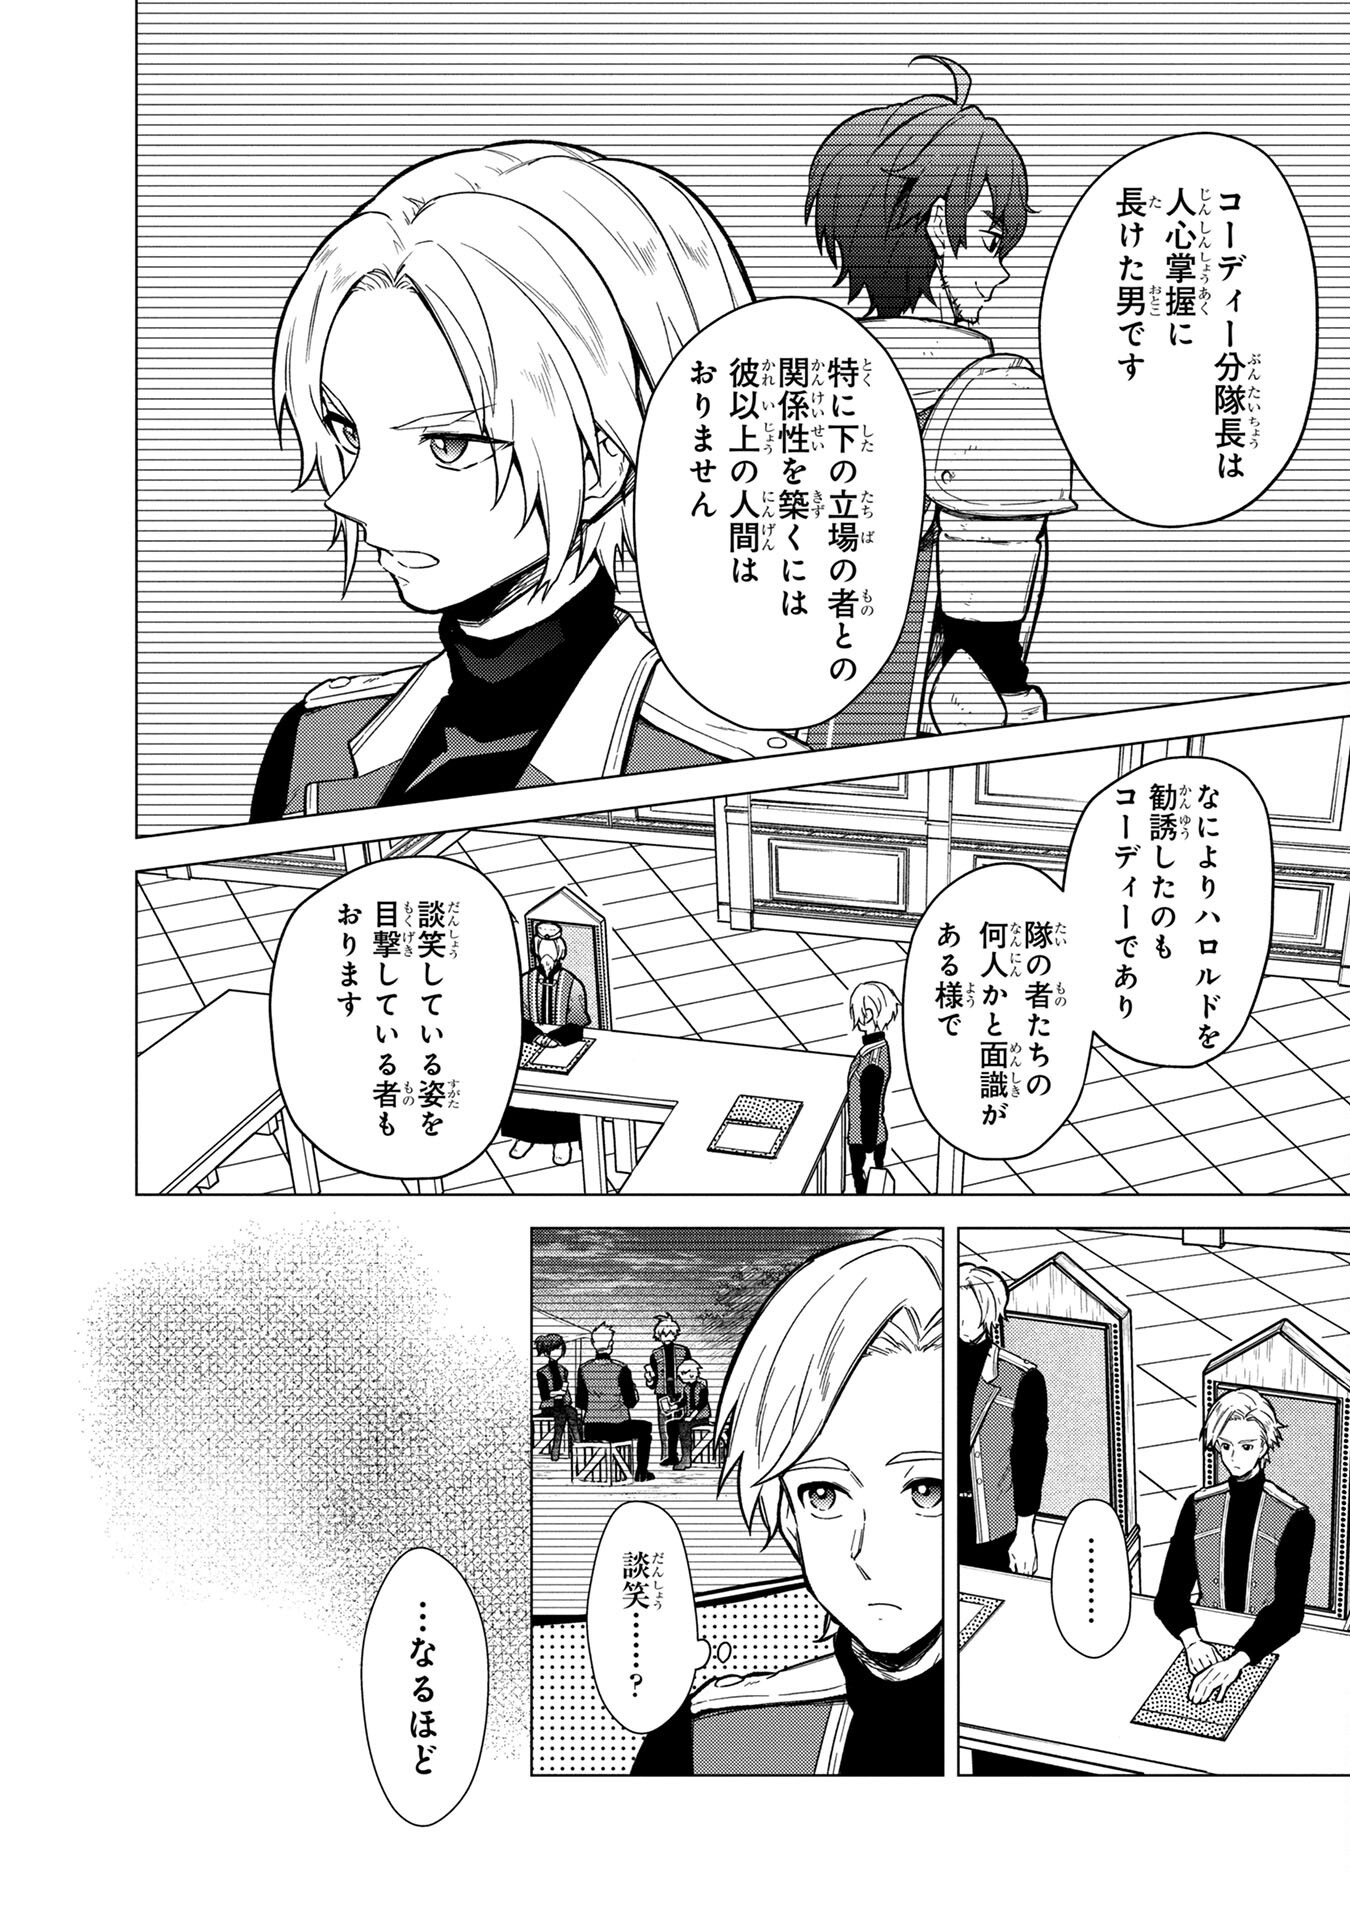 コーディー分隊長は
人心掌握に
長けた男です
特に下の立場の者との
関係性を築くには
彼以上の人間は
おりません
なによりハロルドを
勧誘したのも
コーディーであり
隊の者たちの
何人かと面識が
ある様で
談笑している姿を
目撃している者も
おります
………
談笑……?
…なるほど